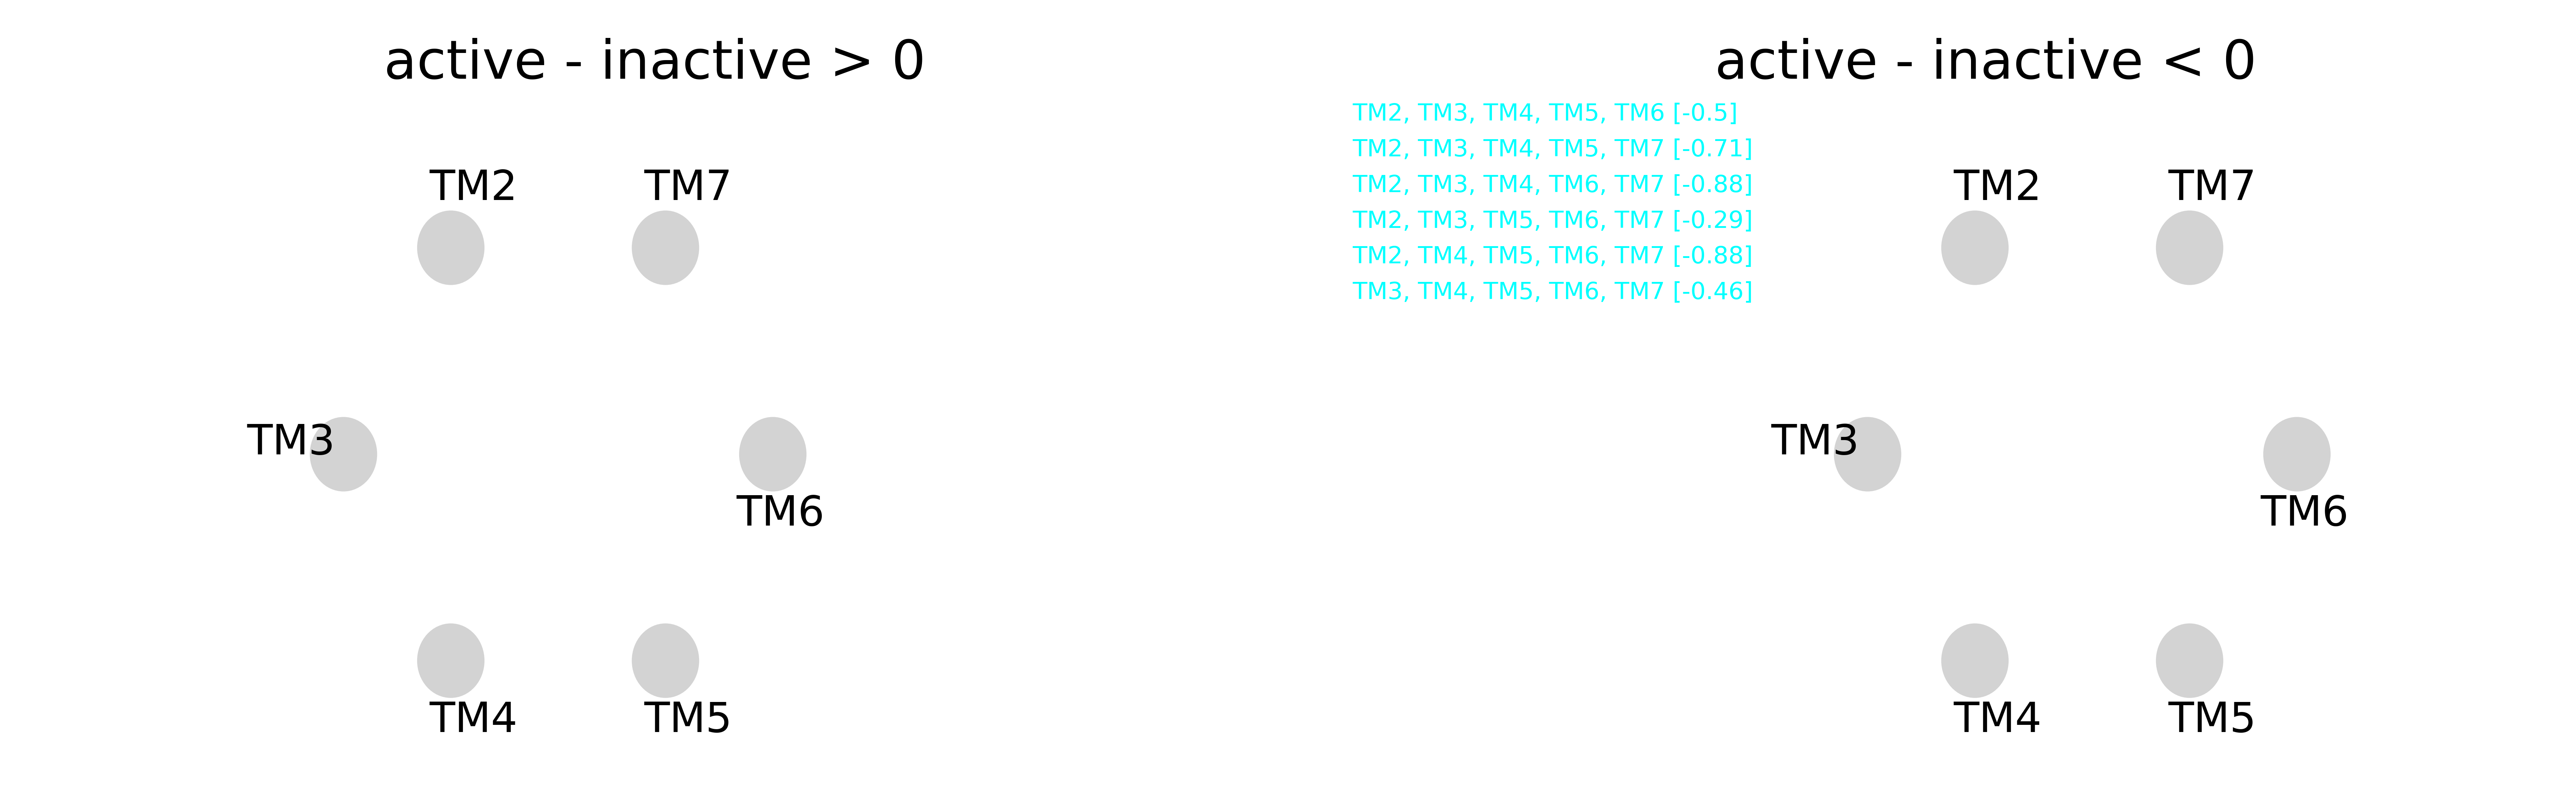 active - inactive > 0
TM2
TM7
TM3
TM6
TM4
TM5
active - inactive < 0
TM2, TM3, TM4, TM5, TM6 [-0.5]
TM2, TM3, TM4, TM5, TM7 [-0.71]
TM2, TM3, TM4, TM6, TM7 [-0.88]
TM2, TM3, TM5, TM6, TM7 [-0.29]
TM2, TM4, TM5, TM6, TM7 [-0.88]
TM3, TM4, TM5, TM6, TM7 [-0.46]
TM2
TM7
TM3
TM6
TM4
TM5